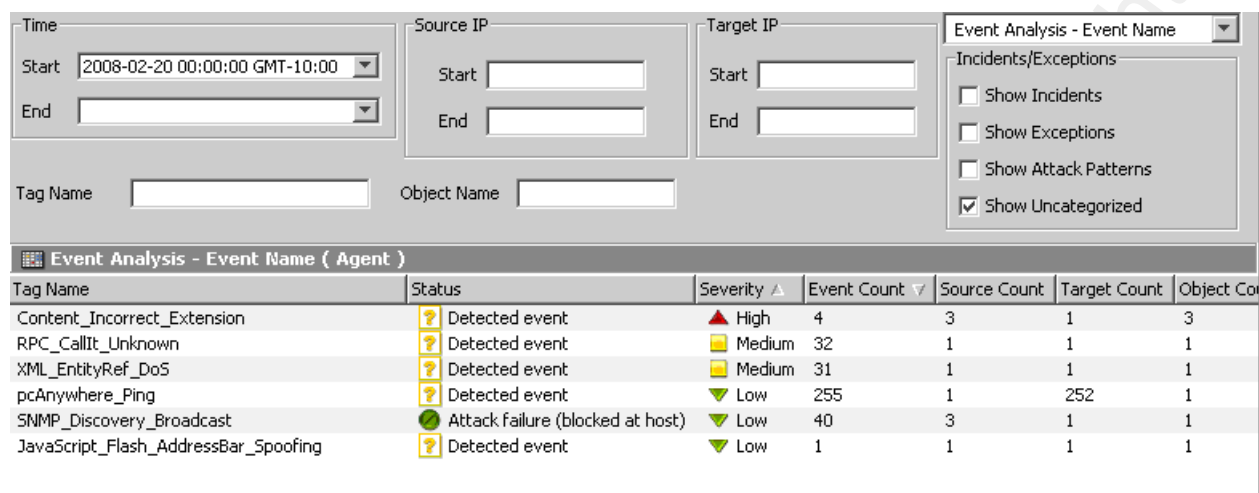 Time
Start 2008-02-20 00:00:00 GMT-10:00
End
Source IP
Start
End
Target IP
Start
End
Event Analysis - Event Name
Incidents/Exceptions
Show Incidents
Show Exceptions
Show Attack Patterns
Show Uncategorized
Tag Name
Object Name
Event Analysis - Event Name ( Agent )
Tag Name Status Severity Event Count Source Count Target Count Object Cou
Content_Incorrect_Extension ? Detected event High 4 3 1 3
RPC_CallIt_Unknown ? Detected event Medium 32 1 1 1
XML_EntityRef_DoS ? Detected event Medium 31 1 1 1
pcAnywhere_Ping ? Detected event Low 255 1 252 1
SNMP_Discovery_Broadcast Attack failure (blocked at host) Low 40 3 1 1
JavaScript_Flash_AddressBar_Spoofing ? Detected event Low 1 1 1 1